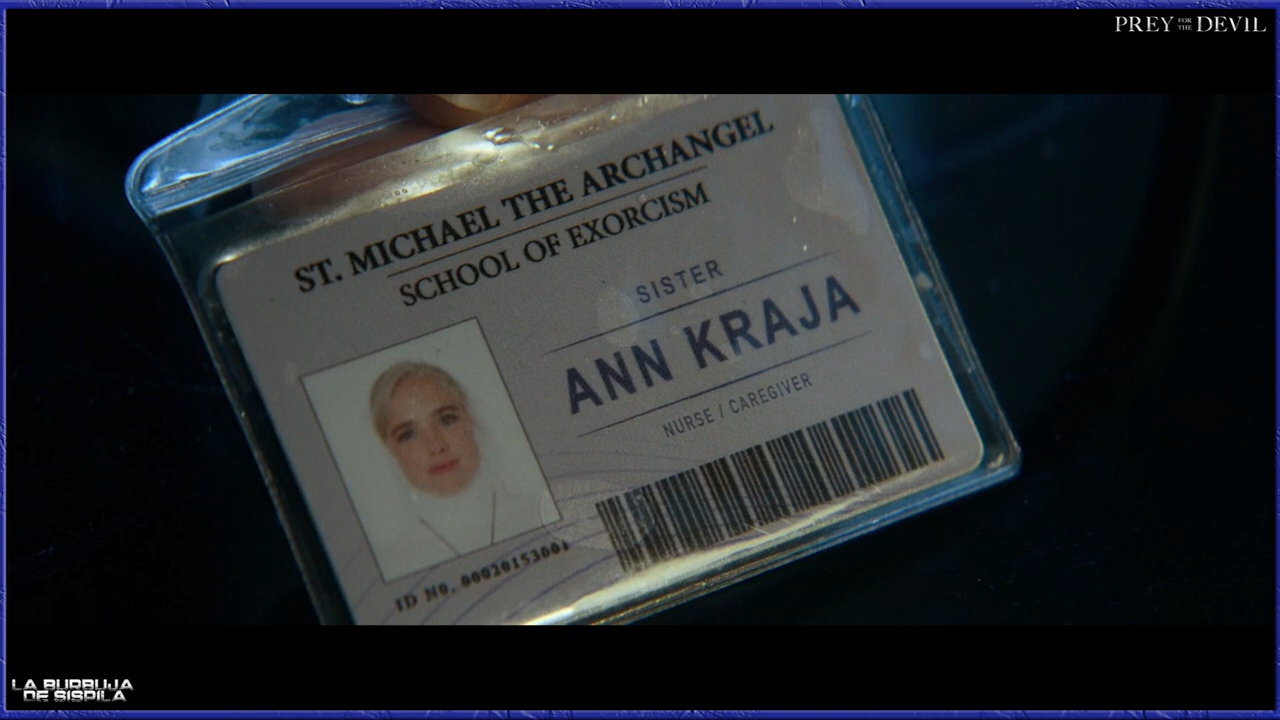 PREY FOR THE DEVIL
ST. MICHAEL THE ARCHANGEL
SCHOOL OF EXORCISM
SISTER
ANN KRAJA
NURSE / CAREGIVER
ID NO. 00020153001
LA BURBUJA
DE SISPILA